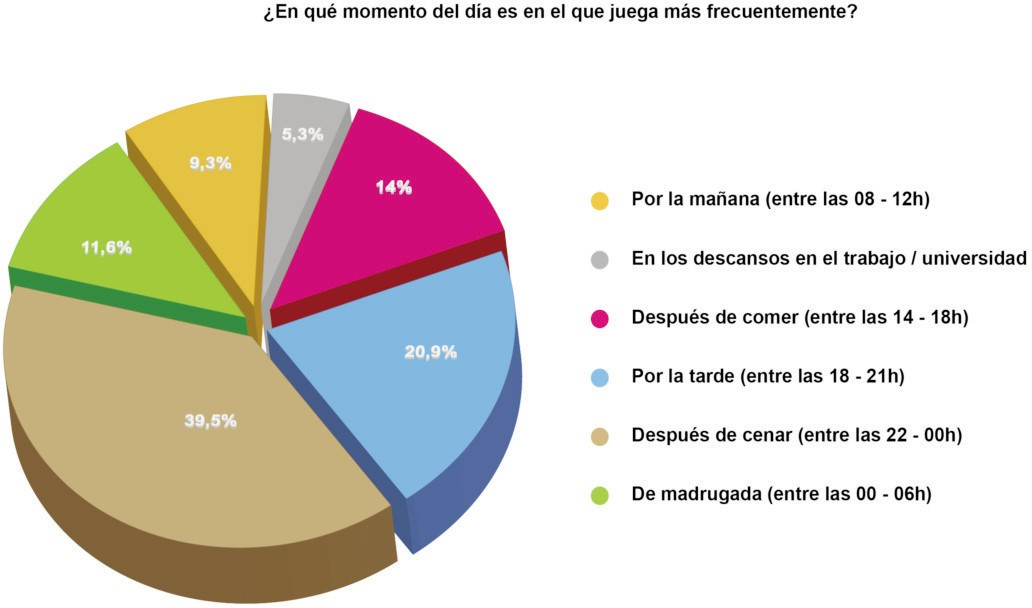 ¿En qué momento del día es en el que juega más frecuentemente?
5,3%
9,3%
14%
11,6%
20,9%
39,5%
Por la mañana (entre las 08 - 12h)
En los descansos en el trabajo / universidad
Después de comer (entre las 14 - 18h)
Por la tarde (entre las 18 - 21h)
Después de cenar (entre las 22 - 00h)
De madrugada (entre las 00 - 06h)